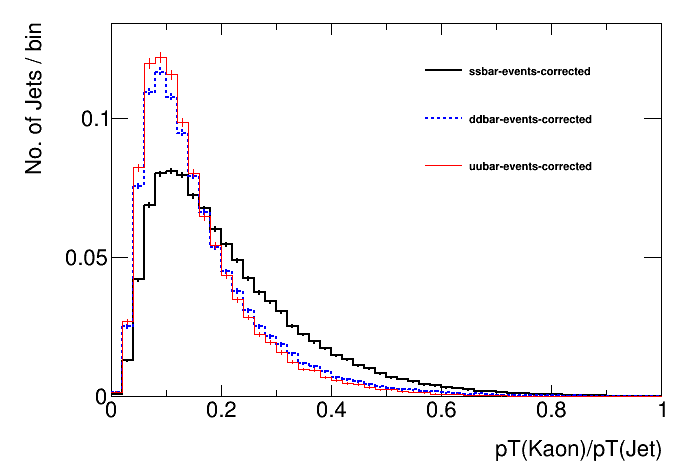 No. of Jets / bin
ssbar-events-corrected
0.1
ddbar-events-corrected
uubar-events-corrected
0.05
0
0 0.2 0.4 0.6 0.8 1
pT(Kaon)/pT(Jet)